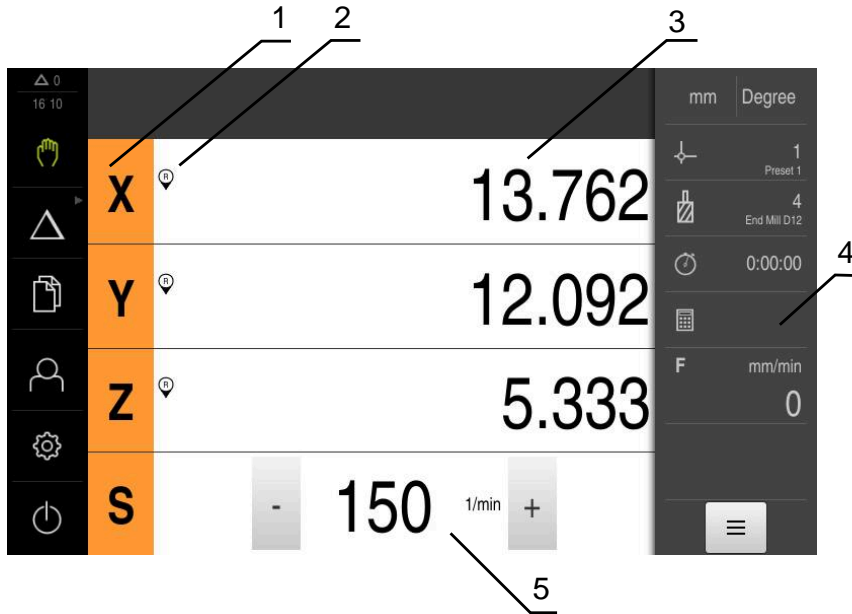 1 2 3
0
16 10
mm Degree
1
Preset 1
X R 13.762
4
End Mill D12
4
0:00:00
Y R 12.092
F mm/min
0
Z R 5.333
S - 150 1/min +
5